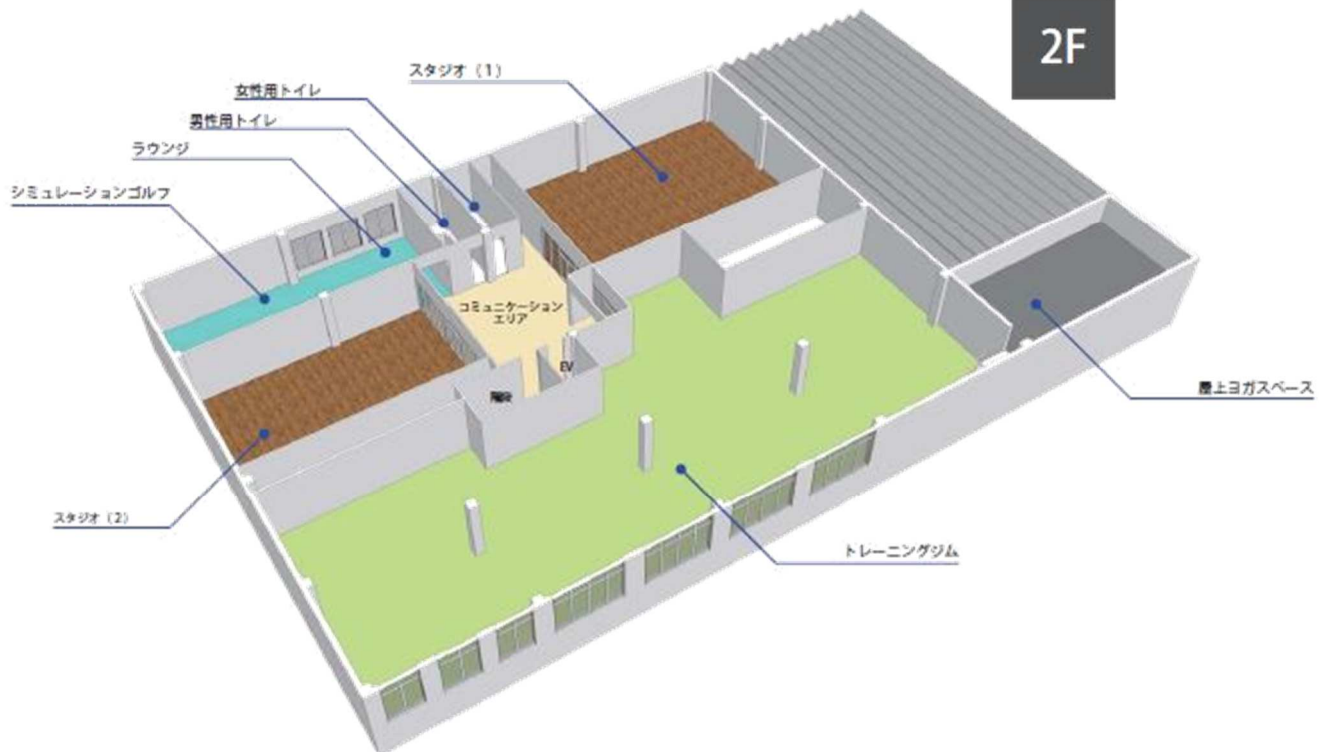 2F
スタジオ（1）
女性用トイレ
男性用トイレ
ラウンジ
シミュレーションゴルフ
コミュニケーション
エリア
EV
階段
屋上ヨガスペース
スタジオ（2）
トレーニングジム